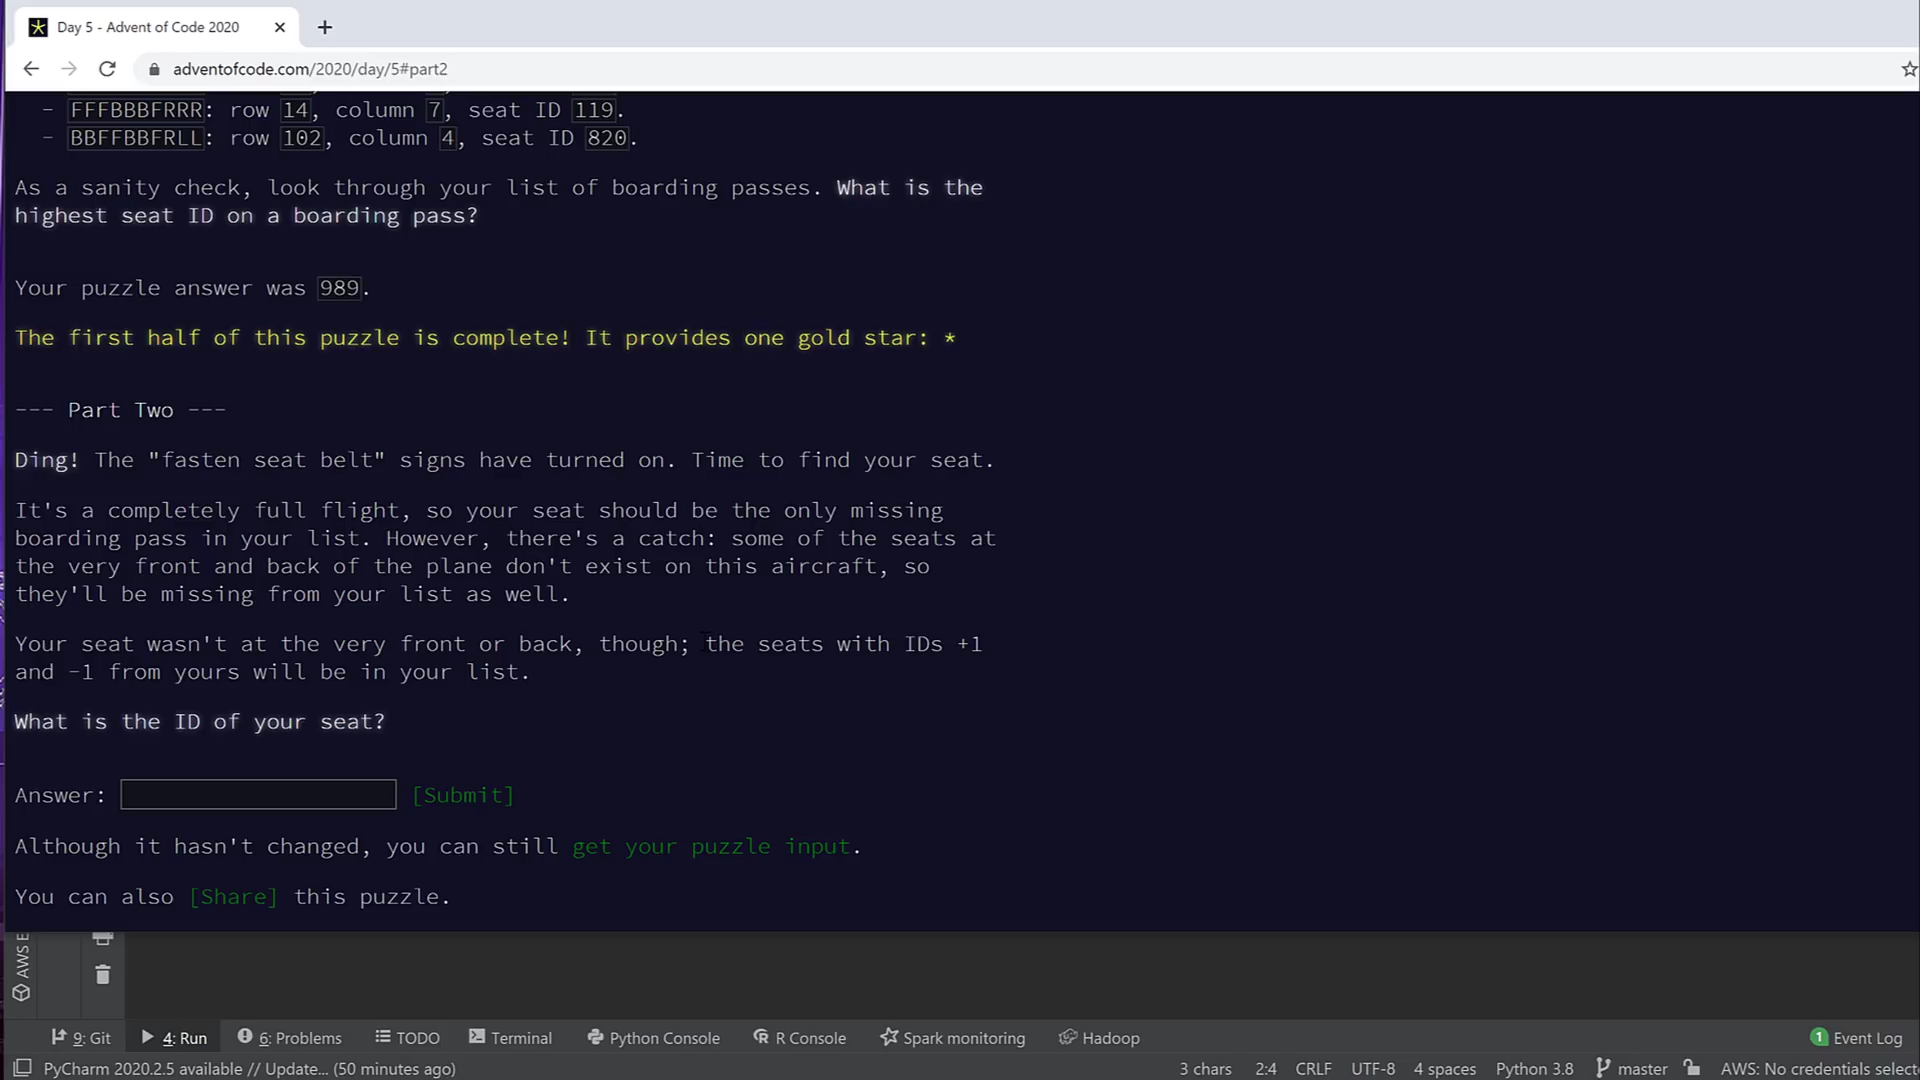 Day 5 - Advent of Code 2020
adventofcode.com/2020/day/5#part2
- FFFBBBFRRR: row 14, column 7, seat ID 119.
- BBFFBBFRLL: row 102, column 4, seat ID 820.
As a sanity check, look through your list of boarding passes. What is the
highest seat ID on a boarding pass?
Your puzzle answer was 989.
The first half of this puzzle is complete! It provides one gold star: *
--- Part Two ---
Ding! The "fasten seat belt" signs have turned on. Time to find your seat.
It's a completely full flight, so your seat should be the only missing
boarding pass in your list. However, there's a catch: some of the seats at
the very front and back of the plane don't exist on this aircraft, so
they'll be missing from your list as well.
Your seat wasn't at the very front or back, though; the seats with IDs +1
and -1 from yours will be in your list.
What is the ID of your seat?
Answer: [Submit]
Although it hasn't changed, you can still get your puzzle input.
You can also [Share] this puzzle.
AWS E
9: Git 4: Run 6: Problems TODO Terminal Python Console R Console Spark monitoring Hadoop 1 Event Log
PyCharm 2020.2.5 available // Update... (50 minutes ago) 3 chars 2:4 CRLF UTF-8 4 spaces Python 3.8 master AWS: No credentials select